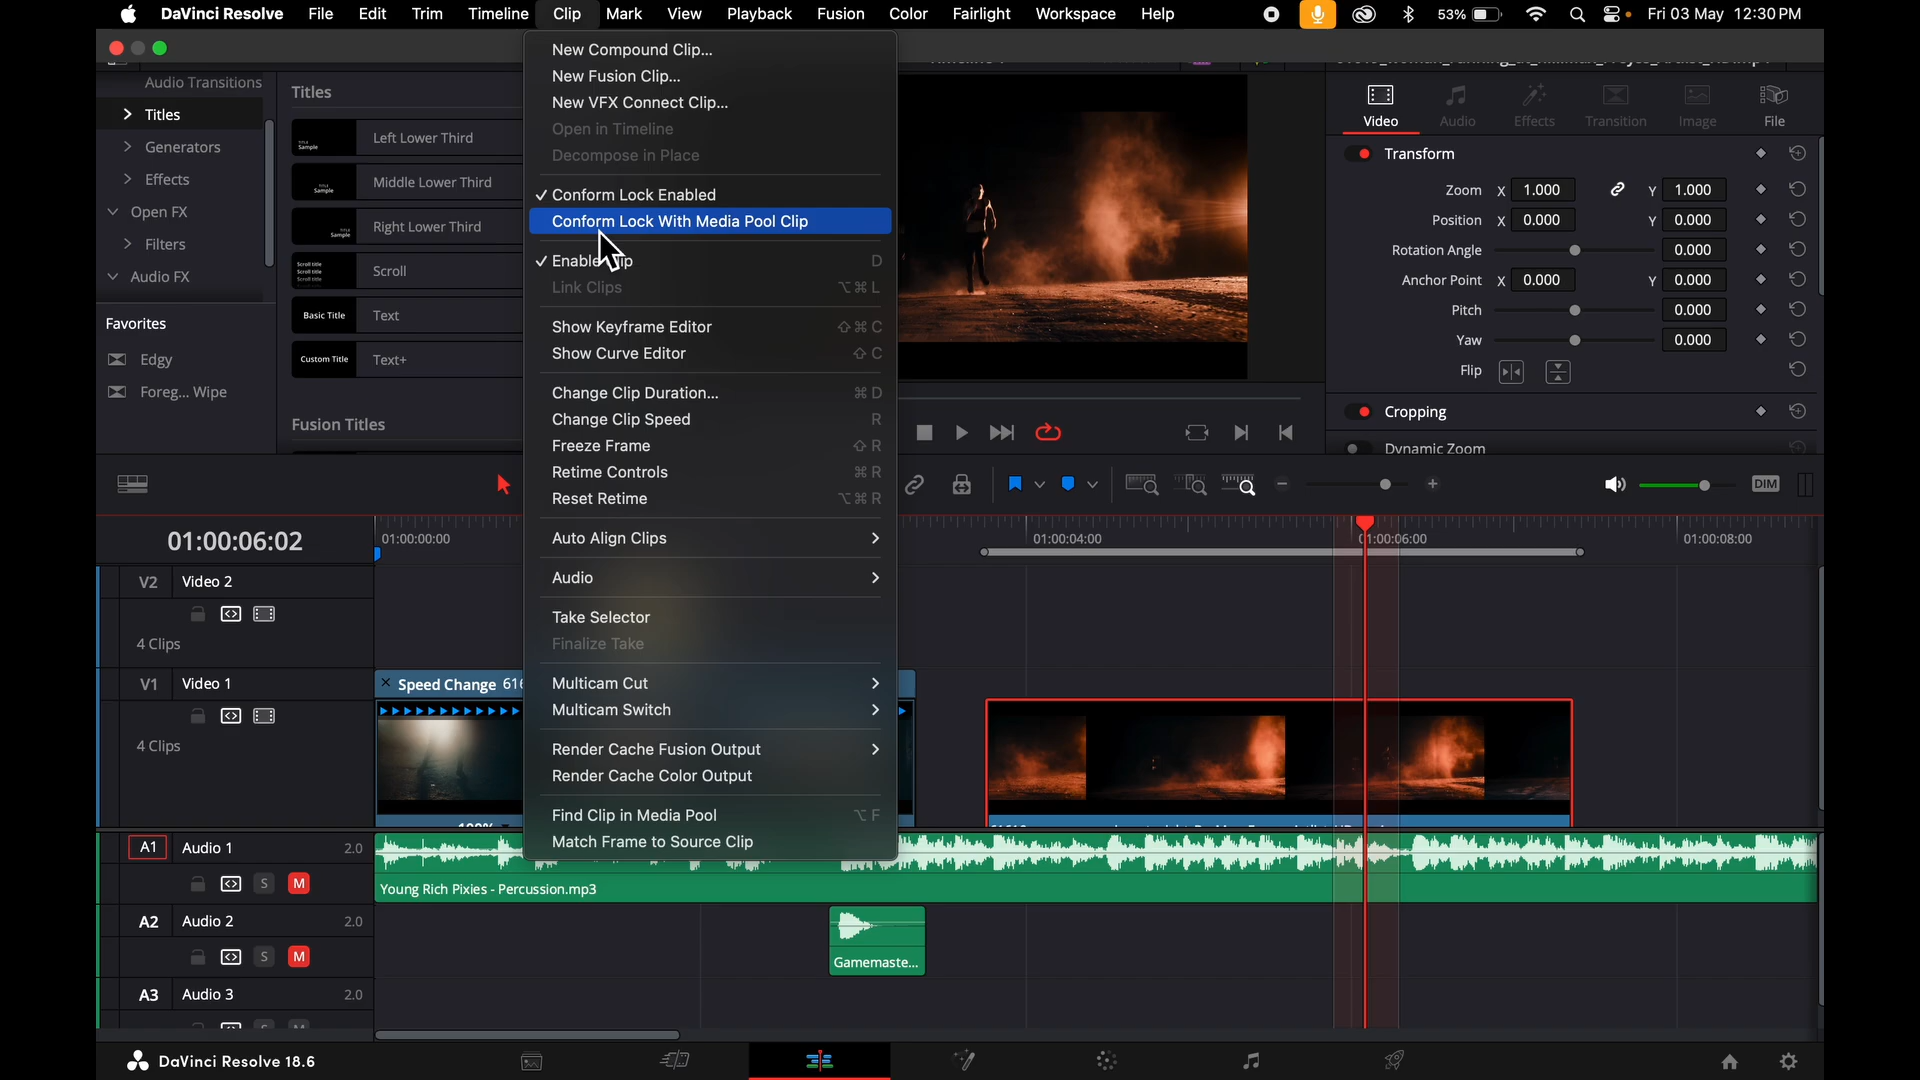 DaVinci Resolve File Edit Trim Timeline Clip Mark View Playback Fusion Color Fairlight Workspace Help 53% Fri 03 May 12:30PM
Audio Transitions
Titles
Generators
Effects
Open FX
Filters
Audio FX
Favorites
Edgy
Foreg... Wipe
Titles
Left Lower Third
Middle Lower Third
Right Lower Third
Scroll
Basic Title Text
Custom Title Text+
Fusion Titles
New Compound Clip...
New Fusion Clip...
New VFX Connect Clip...
Open in Timeline
Decompose in Place
✓ Conform Lock Enabled
Conform Lock With Media Pool Clip
D
Link Clips ⌥⌘L
Show Keyframe Editor ⇧⌘C
Show Curve Editor ⇧C
Change Clip Duration... ⌘D
Change Clip Speed R
Freeze Frame ⇧R
Retime Controls ⌘R
Reset Retime ⌥⌘R
Auto Align Clips
Audio
Take Selector
Finalize Take
Multicam Cut
Multicam Switch
Render Cache Fusion Output
Render Cache Color Output
Find Clip in Media Pool ⌥F
Match Frame to Source Clip
Video Audio Effects Transition Image File
Transform
Zoom X 1.000 Y 1.000
Position X 0.000 Y 0.000
Rotation Angle 0.000
Anchor Point X 0.000 Y 0.000
Pitch 0.000
Yaw 0.000
Flip
Cropping
Dynamic Zoom
DIM
01:00:06:02
01:00:00:00 01:00:04:00 01:00:06:00 01:00:08:00
V2 Video 2
4 Clips
V1 Video 1
4 Clips
Speed Change 616
A1 Audio 1 2.0
S M
Young Rich Pixies - Percussion.mp3
A2 Audio 2 2.0
S M
Gamemaste...
A3 Audio 3 2.0
DaVinci Resolve 18.6